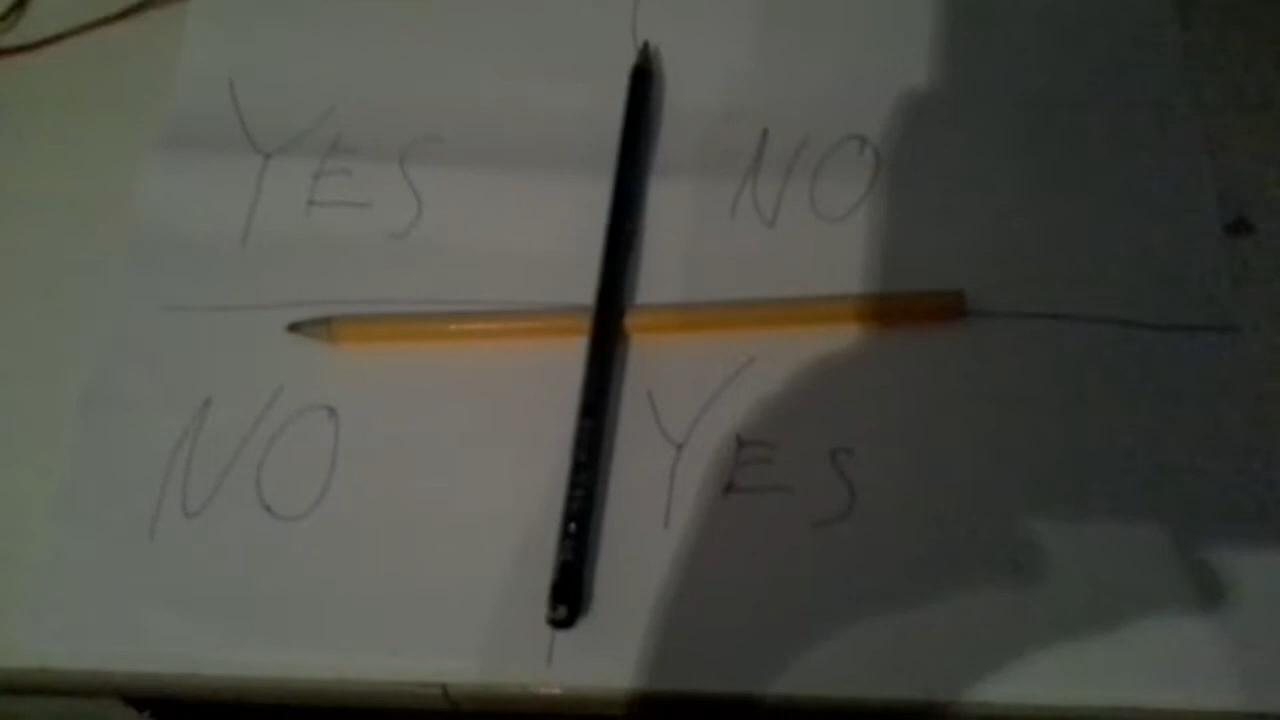 YES NO
NO YES